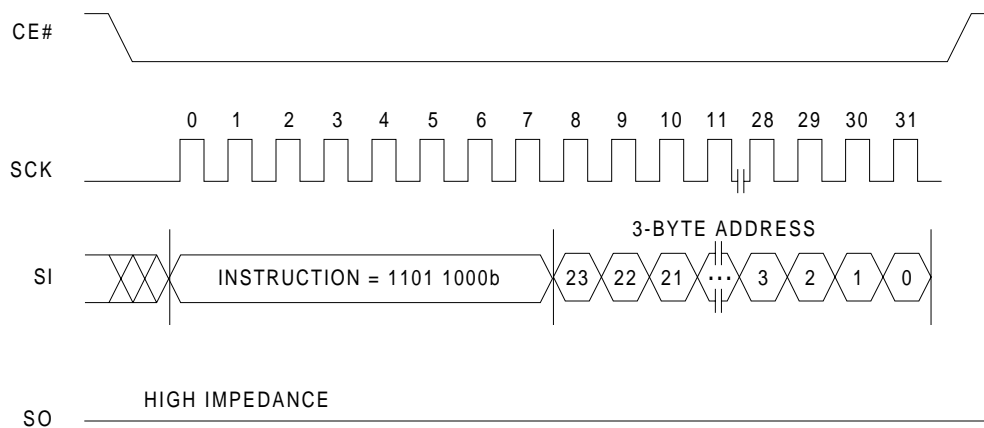 CE#
0 1 2 3 4 5 6 7 8 9 10 11 28 29 30 31
SCK
3-BYTE ADDRESS
SI INSTRUCTION = 1101 1000b 23 22 21 ... 3 2 1 0
HIGH IMPEDANCE
SO